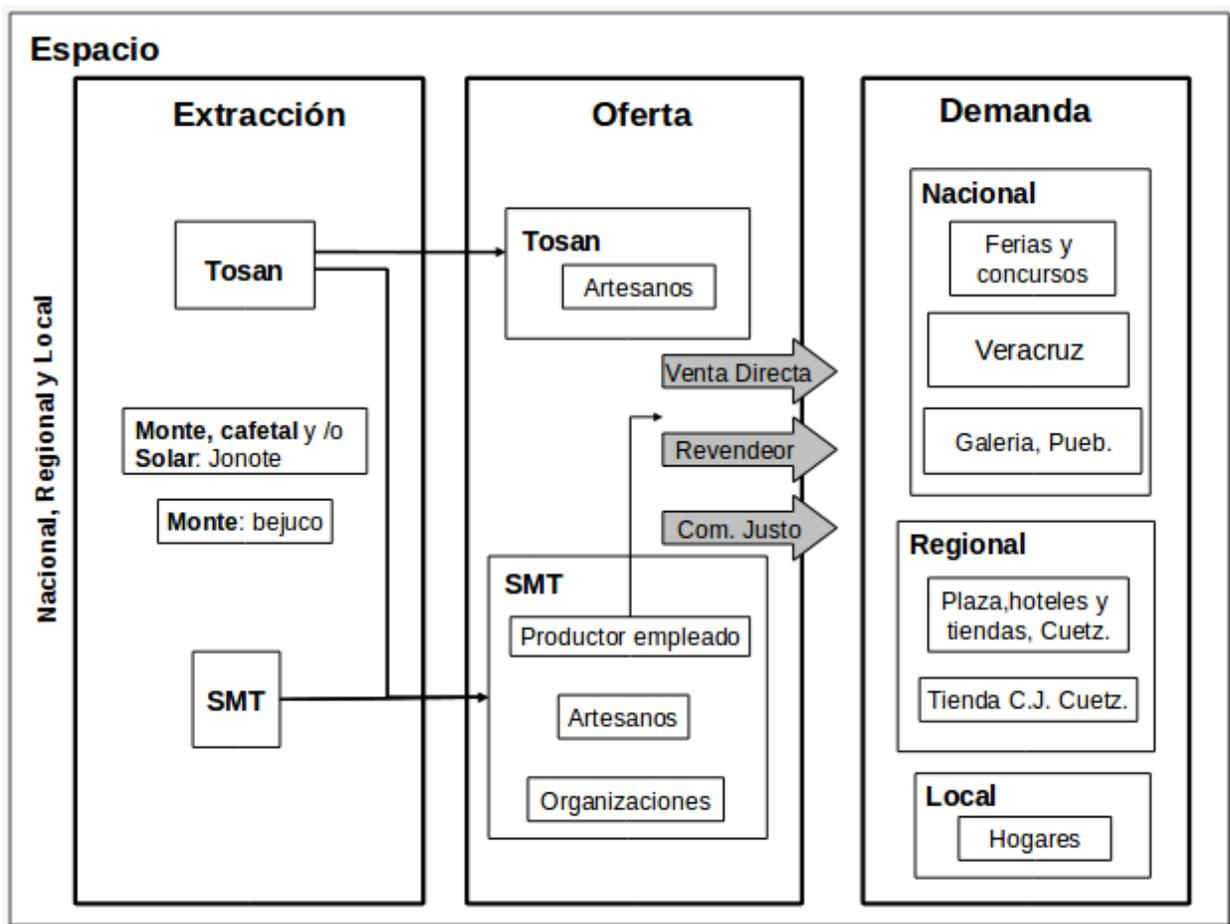 Espacio
Nacional, Regional y Local
Extracción
Tosan
Monte, cafetal y /o
Solar: Jonote
Monte: bejuco
SMT
Oferta
Tosan
Artesanos
Venta Directa
Revendeor
Com. Justo
SMT
Productor empleado
Artesanos
Organizaciones
Demanda
Nacional
Ferias y
concursos
Veracruz
Galeria, Pueb.
Regional
Plaza,hoteles y
tiendas, Cuetz.
Tienda C.J. Cuetz.
Local
Hogares